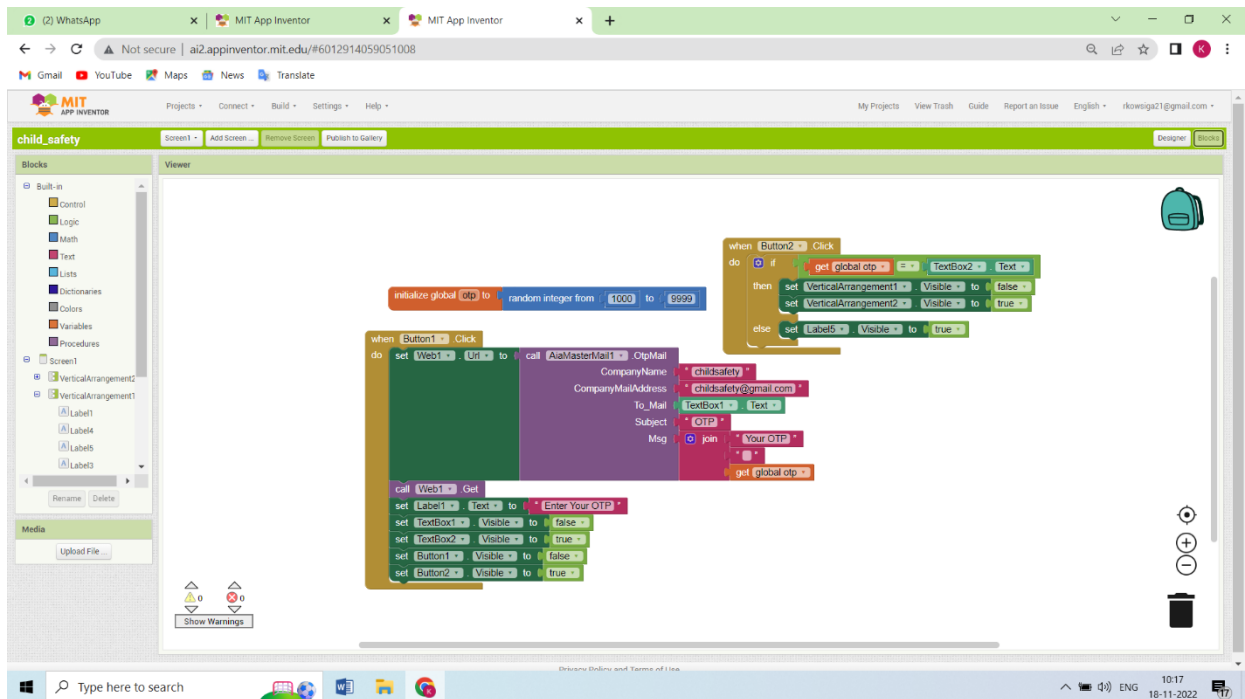 (2) WhatsApp
MIT App Inventor
MIT App Inventor
Not secure | ai2.appinventor.mit.edu/#6012914059051008
K
Gmail YouTube Maps News Translate
MIT
APP INVENTOR
Projects Connect Build Settings Help
My Projects View Trash Guide Report an Issue English rkowsiga21@gmail.com
child_safety
Screen1 Add Screen ... Remove Screen Publish to Gallery
Designer Blocks
Blocks
Viewer
Built-in
Control
Logic
Math
Text
Lists
Dictionaries
Colors
Variables
Procedures
Screen1
VerticalArrangement2
VerticalArrangement1
Label1
Label4
Label5
Label3
Rename Delete
Media
Upload File ...
initialize global otp to random integer from 1000 to 9999
when Button2 . Click
do if get global otp = TextBox2 . Text
then set VerticalArrangement1 . Visible to false
set VerticalArrangement2 . Visible to true
else set Label5 . Visible to true
when Button1 . Click
do set Web1 . Url to call AiaMasterMail1 .OtpMail
CompanyName " childsafety "
CompanyMailAddress " childsafety@gmail.com "
To_Mail TextBox1 . Text
Subject " OTP "
Msg join " Your OTP "
" "
get global otp
call Web1 . Get
set Label1 . Text to " Enter Your OTP "
set TextBox1 . Visible to false
set TextBox2 . Visible to true
set Button1 . Visible to false
set Button2 . Visible to true
0 0
Show Warnings
Privacy Policy and Terms of Use
Type here to search
ENG
10:17
18-11-2022
17